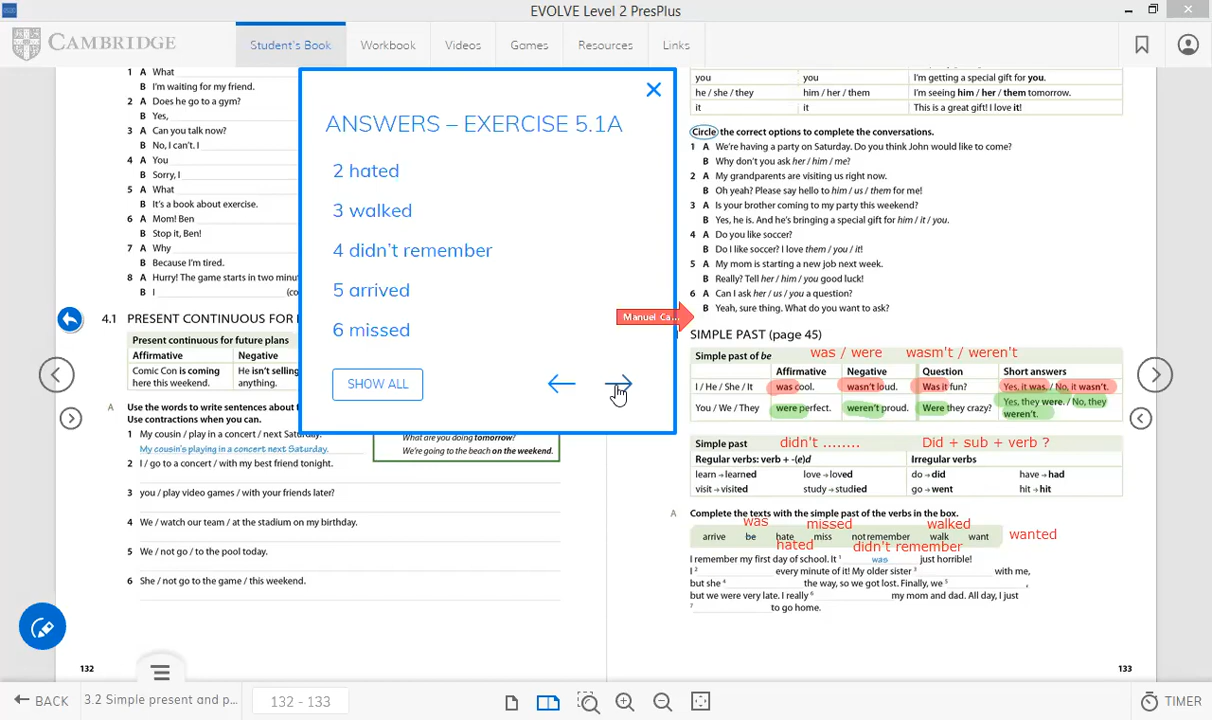 EVOLVE Level 2 PresPlus
CAMBRIDGE
Student's Book
Workbook
Videos
Games
Resources
Links
1 A What
B I'm waiting for my friend.
2 A Does he go to a gym?
B Yes,
3 A Can you talk now?
B No, I can't. I
4 A You
B Sorry, I
5 A What
B It's a book about exercise.
6 A Mom! Ben
B Stop it, Ben!
7 A Why
B Because I'm tired.
8 A Hurry! The game starts in two minu
B I (co
4.1 PRESENT CONTINUOUS FOR
Present continuous for future plans
Affirmative Negative
Comic Con is coming He isn't selling
here this weekend. anything.
A Use the words to write sentences about
Use contractions when you can.
1 My cousin / play in a concert / next Saturday.
My cousin's playing in a concert next Saturday.
2 I / go to a concert / with my best friend tonight.
3 you / play video games / with your friends later?
4 We / watch our team / at the stadium on my birthday.
5 We / not go / to the pool today.
6 She / not go to the game / this weekend.
What are you doing tomorrow?
We're going to the beach on the weekend.
132
ANSWERS – EXERCISE 5.1A
2 hated
3 walked
4 didn't remember
5 arrived
6 missed
SHOW ALL
Manuel Ca...
you you I'm getting a special gift for you.
he / she / they him / her / them I'm seeing him / her / them tomorrow.
it it This is a great gift! I love it!
Circle the correct options to complete the conversations.
1 A We're having a party on Saturday. Do you think John would like to come?
B Why don't you ask her / him / me?
2 A My grandparents are visiting us right now.
B Oh yeah? Please say hello to him / us / them for me!
3 A Is your brother coming to my party this weekend?
B Yes, he is. And he's bringing a special gift for him / it / you.
4 A Do you like soccer?
B Do I like soccer? I love them / you / it!
5 A My mom is starting a new job next week.
B Really? Tell her / him / you good luck!
6 A Can I ask her / us / you a question?
B Yeah, sure thing. What do you want to ask?
SIMPLE PAST (page 45)
Simple past of be was / were wasm't / weren't
Affirmative Negative Question Short answers
I / He / She / It was cool. wasn't loud. Was it fun? Yes, it was. / No, it wasn't.
You / We / They were perfect. weren't proud. Were they crazy? Yes, they were. / No, they
weren't.
Simple past didn't ........ Did + sub + verb ?
Regular verbs: verb + -(e)d Irregular verbs
learn → learned love → loved do → did have → had
visit → visited study → studied go → went hit → hit
A Complete the texts with the simple past of the verbs in the box.
was missed walked
arrive be hate miss not remember walk want wanted
hated didn't remember
I remember my first day of school. It 1 was just horrible!
I 2 every minute of it! My older sister 3 with me,
but she 4 the way, so we got lost. Finally, we 5 ,
but we were very late. I really 6 my mom and dad. All day, I just
7 to go home.
133
BACK
3.2 Simple present and p...
132 - 133
TIMER